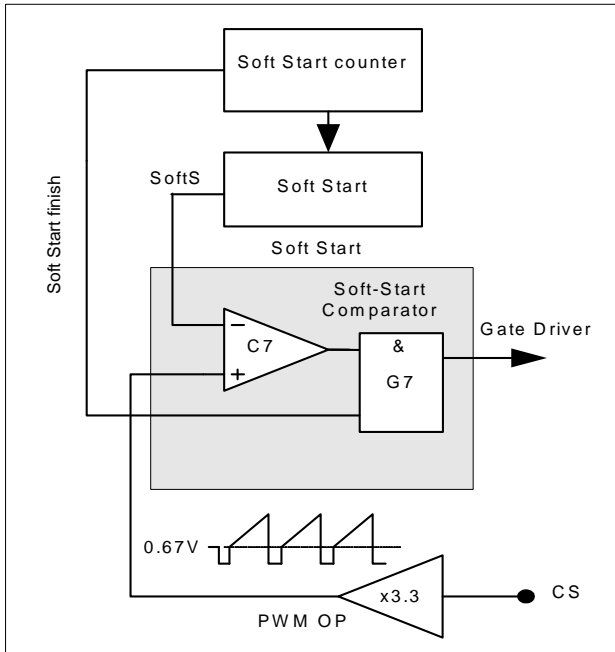 Soft Start counter
SoftS
Soft Start
Soft Start finish
Soft Start
Soft-Start
Comparator
Gate Driver
−
C7
+
&
G7
0.67V
x3.3
CS
PWM OP